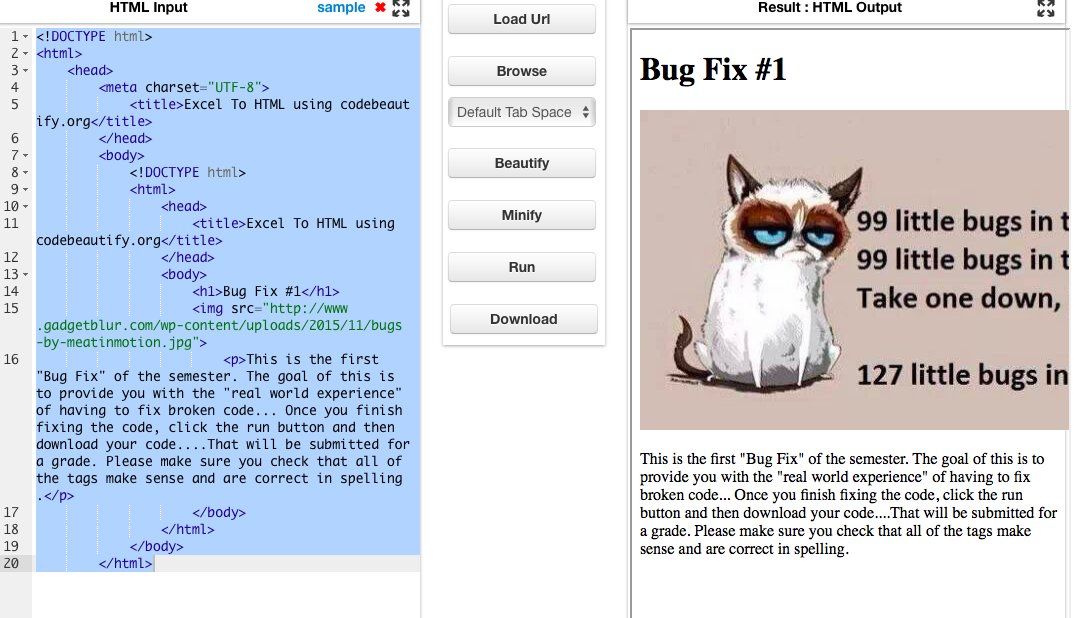 HTML Input
sample
Load Url
Browse
Default Tab Space
Beautify
Minify
Run
Download
Result : HTML Output
1 <!DOCTYPE html>
2 <html>
3 <head>
4 <meta charset="UTF-8">
5 <title>Excel To HTML using codebeaut
ify.org</title>
6 </head>
7 <body>
8 <!DOCTYPE html>
9 <html>
10 <head>
11 <title>Excel To HTML using
codebeautify.org</title>
12 </head>
13 <body>
14 <h1>Bug Fix #1</h1>
15 <img src="http://www
.gadgetblur.com/wp-content/uploads/2015/11/bugs
-by-meatinmotion.jpg">
16 <p>This is the first
"Bug Fix" of the semester. The goal of this is
to provide you with the "real world experience"
of having to fix broken code... Once you finish
fixing the code, click the run button and then
download your code....That will be submitted for
a grade. Please make sure you check that all of
the tags make sense and are correct in spelling
.</p>
17 </body>
18 </html>
19 </body>
20 </html>
Bug Fix #1
99 little bugs in t
99 little bugs in t
Take one down,
127 little bugs in
This is the first "Bug Fix" of the semester. The goal of this is to
provide you with the "real world experience" of having to fix
broken code... Once you finish fixing the code, click the run
button and then download your code....That will be submitted for
a grade. Please make sure you check that all of the tags make
sense and are correct in spelling.